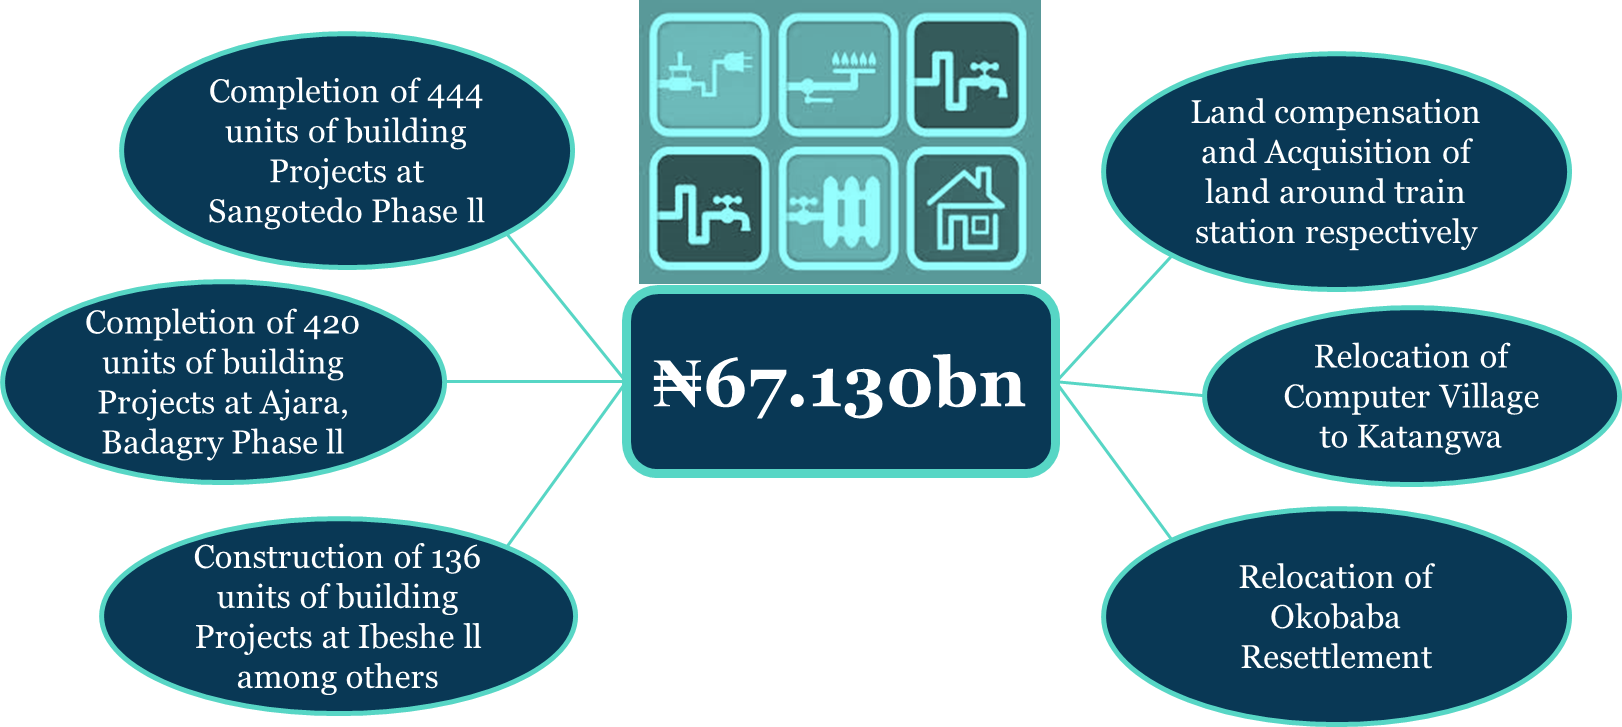 Completion of 444
units of building
Projects at
Sangotedo Phase ll
Completion of 420
units of building
Projects at Ajara,
Badagry Phase ll
Construction of 136
units of building
Projects at Ibeshe ll
among others
₦67.130bn
Land compensation
and Acquisition of
land around train
station respectively
Relocation of
Computer Village
to Katangwa
Relocation of
Okobaba
Resettlement